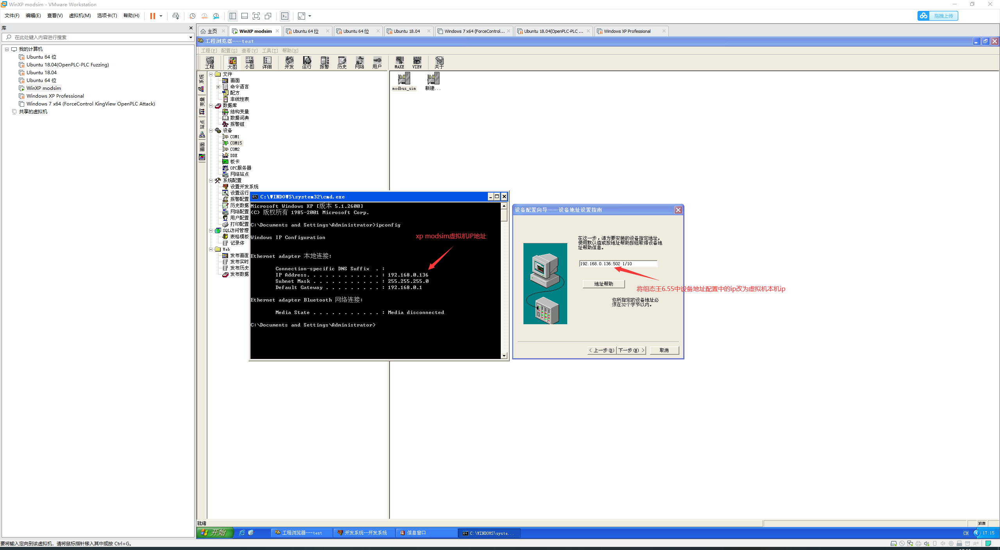 WinXP modsim - VMware Workstation
文件(F) 编辑(E) 查看(V) 虚拟机(M) 选项卡(T) 帮助(H)
拖拽上传
库
在此处键入内容进行搜索
我的计算机
Ubuntu 64 位
Ubuntu 18.04(OpenPLC-PLC Fuzzing)
Ubuntu 18.04
Ubuntu 64 位
WinXP modsim
Windows XP Professional
Windows 7 x64 (ForceControl KingView OpenPLC Attack)
共享的虚拟机
主页 WinXP modsim Ubuntu 64 位 Ubuntu 64 位 Ubuntu 18.04 Windows 7 x64 (ForceControl... Ubuntu 18.04(OpenPLC-PLC ... Windows XP Professional
工程浏览器---test
工程[F] 配置[S] 查看[V] 工具[T] 帮助[H]
工程 大图 小图 详细 开发 运行 报警 历史 网络 用户 MAKE VIEW 关于
系统
变量
站点
画面
文件
画面
命令语言
配方
非线性表
数据库
结构变量
数据词典
报警组
设备
COM1
COM15
COM2
DDE
板卡
OPC服务器
网络站点
系统配置
设置开发系统
设置运行
报警配置
历史数据
网络配置
用户配置
打印配置
SQL访问管理
表格模板
记录体
Web
发布画面
发布实时
发布历史
发布数据
modbus_sim 新建...
C:\WINDOWS\system32\cmd.exe
Microsoft Windows XP [版本 5.1.2600]
(C) 版权所有 1985-2001 Microsoft Corp.
C:\Documents and Settings\Administrator>ipconfig
Windows IP Configuration
Ethernet adapter 本地连接:
Connection-specific DNS Suffix  . :
IP Address. . . . . . . . . . . . : 192.168.0.136
Subnet Mask . . . . . . . . . . . : 255.255.255.0
Default Gateway . . . . . . . . . : 192.168.0.1
Ethernet adapter Bluetooth 网络连接:
Media State . . . . . . . . . . . : Media disconnected
C:\Documents and Settings\Administrator>
xp modsim虚拟机IP地址
设备配置向导——设备地址设置指南
在这一步，请为要安装的设备指定地址。
使用默认值或按地址帮助按钮取得设备地
址帮助信息。
192.168.0.136:502 1/10
地址帮助
将组态王6.55中设备地址配置中的ip改为虚拟机本机ip
你所指定的设备地址必
须在32个字节以内。
< 上一步(B) 下一步(N) > 取消
就绪
NUM
开始 工程浏览器---test 开发系统--开发系统 信息窗口 C:\WINDOWS\syste... CH 17:15
要将输入定向到该虚拟机，请将鼠标指针移入其中或按 Ctrl+G。